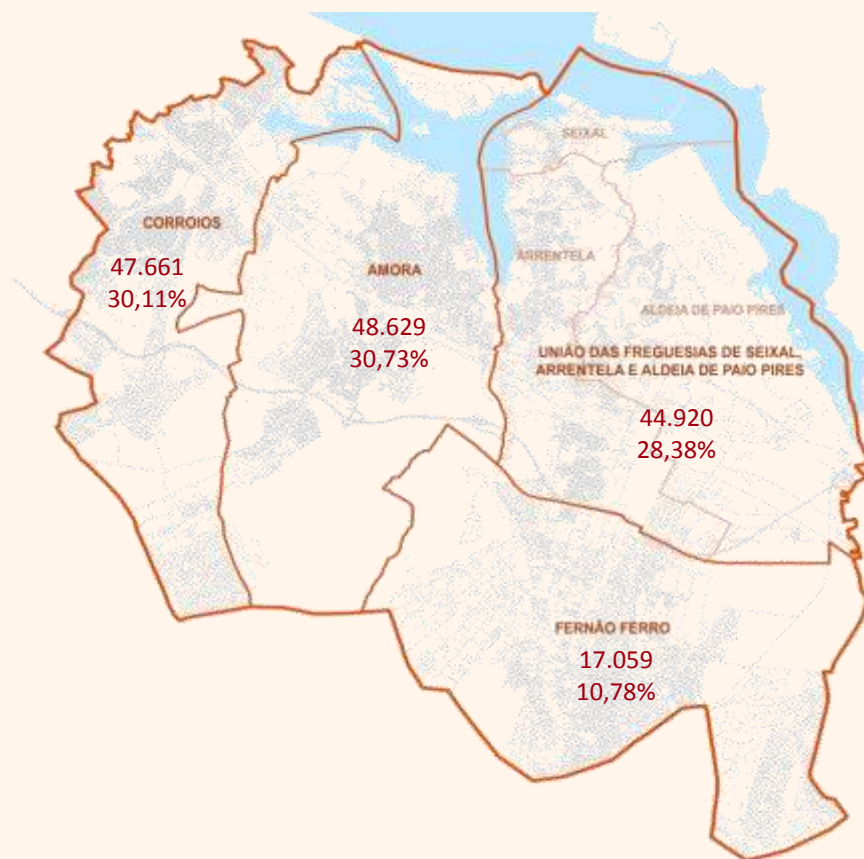 SEIXAL
CORROIOS
47.661
30,11%
AMORA
48.629
30,73%
ARRENTELA
ALDEIA DE PAIO PIRES
UNIÃO DAS FREGUESIAS DE SEIXAL,
ARRENTELA E ALDEIA DE PAIO PIRES
44.920
28,38%
FERNÃO FERRO
17.059
10,78%